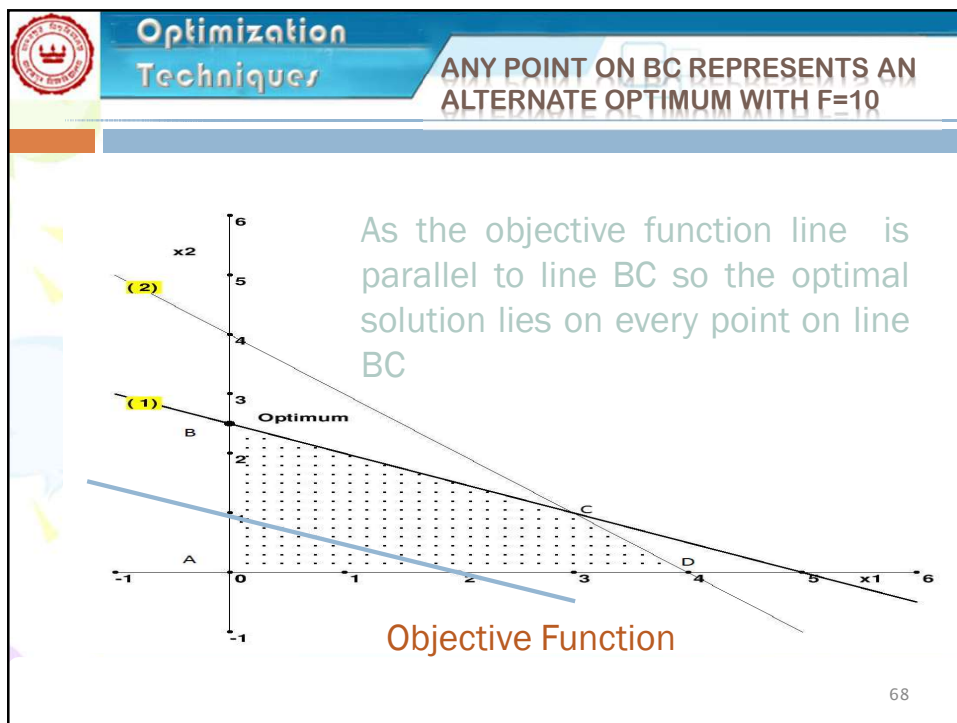 Optimization
Techniques
ANY POINT ON BC REPRESENTS AN
ALTERNATE OPTIMUM WITH F=10
As the objective function line is
parallel to line BC so the optimal
solution lies on every point on line
BC
6
x2
5
(2)
4
3
(1)
Optimum
B
2
1
C
A
D
-1 0 1 2 3 4 5 x1 6
-1
Objective Function
68